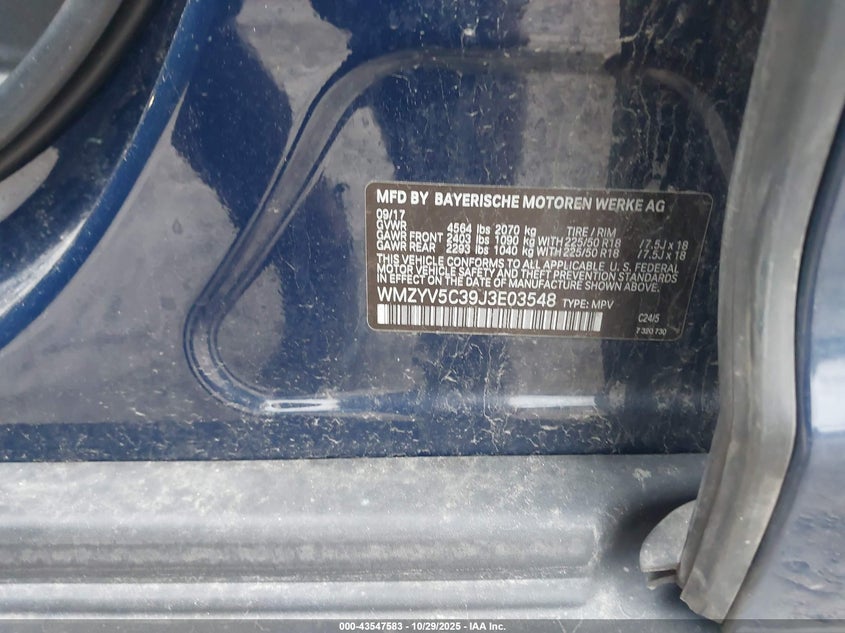 MFD BY BAYERISCHE MOTOREN WERKE AG
09/17
GVWR 4564 lbs 2070 kg TIRE / RIM
GAWR FRONT 2403 lbs 1090 kg WITH 225/50 R18 / 7.5J x 18
GAWR REAR 2293 lbs 1040 kg WITH 225/50 R18 / 7.5J x 18
THIS VEHICLE CONFORMS TO ALL APPLICABLE U. S. FEDERAL
MOTOR VEHICLE SAFETY, BUMPER, AND THEFT PREVENTION STANDARDS
IN EFFECT ON THE DATE OF MANUFACTURE SHOWN ABOVE.
WMZYV5C39J3E03548 TYPE: MPV
C24/5
7 320 730
000-43547583 - 10/29/2025 - IAA Inc.